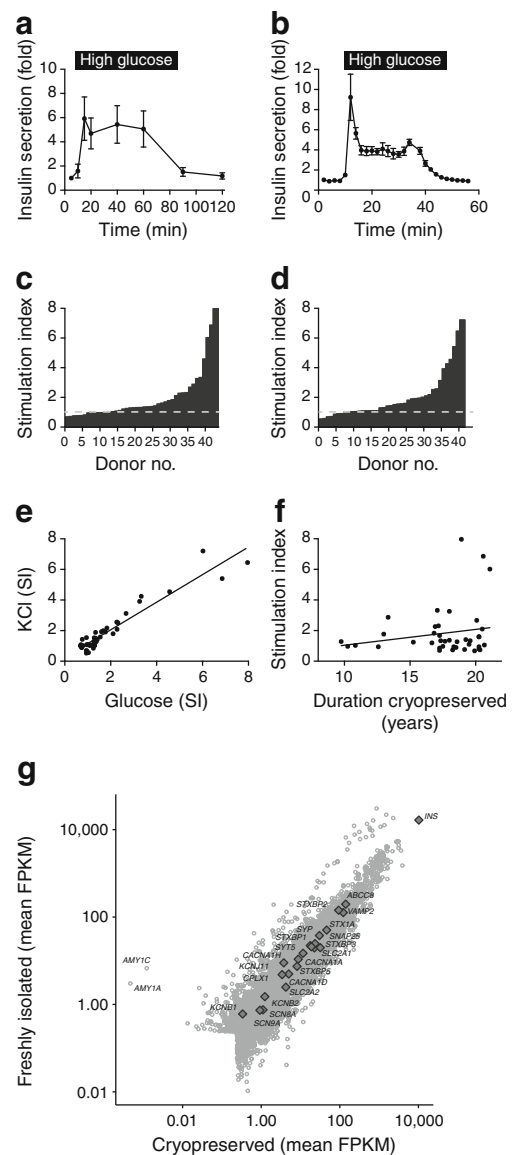 a
High glucose
Insulin secretion (fold)
10
8
6
4
2
0
0 20 40 60 80 100120
Time (min)
b
High glucose
Insulin secretion (fold)
12
10
8
6
4
2
0
0 20 40 60
Time (min)
c
Stimulation index
8
6
4
2
0
0 5 10 15 20 25 30 35 40
Donor no.
d
Stimulation index
8
6
4
2
0
0 5 10 15 20 25 30 35 40
Donor no.
e
KCl (SI)
8
6
4
2
0
0 2 4 6 8
Glucose (SI)
f
Stimulation index
8
6
4
2
0
10 15 20
Duration cryopreserved
(years)
g
Freshly isolated (mean FPKM)
10,000
100
1.00
0.01
INS
ABCC8
STXBP2
VAMP2
STX1A
SYP
SNAP25
STXBP1
STXBP3
SYT5
SLC2A1
CACNA1H
CACNA1A
KCNJ11
STXBP5
CPLX1
CACNA1D
SLC2A2
KCNB1
KCNB2
SCN8A
SCN9A
AMY1C
AMY1A
0.01 1.00 100 10,000
Cryopreserved (mean FPKM)